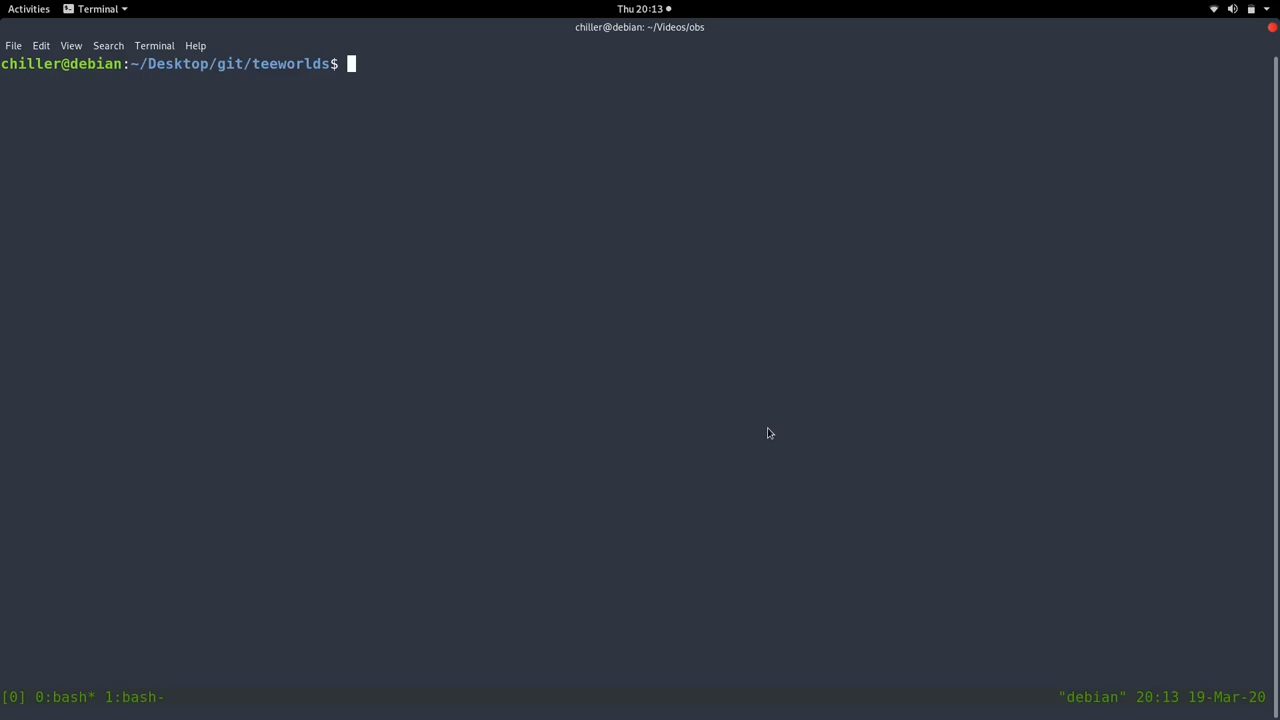 Activities Terminal Thu 20:13
chiller@debian: ~/Videos/obs
File Edit View Search Terminal Help
chiller@debian:~/Desktop/git/teeworlds$
[0] 0:bash* 1:bash- "debian" 20:13 19-Mar-20